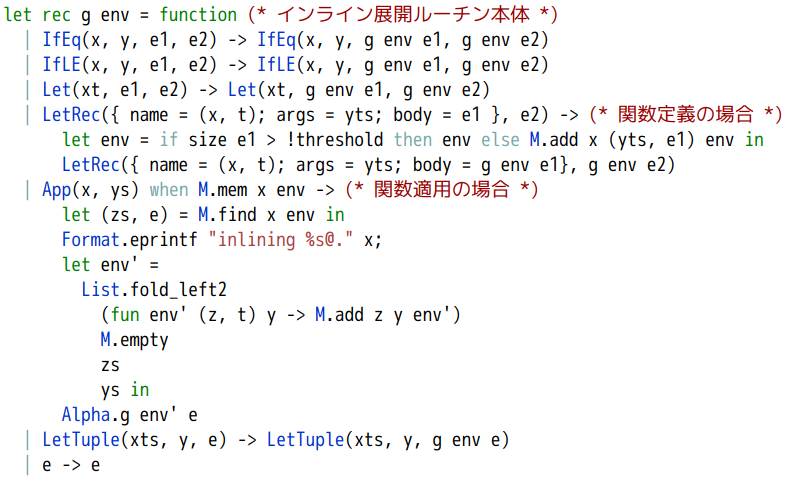 let rec g env = function (* インライン展開ルーチン本体 *)
  | IfEq(x, y, e1, e2) -> IfEq(x, y, g env e1, g env e2)
  | IfLE(x, y, e1, e2) -> IfLE(x, y, g env e1, g env e2)
  | Let(xt, e1, e2) -> Let(xt, g env e1, g env e2)
  | LetRec({ name = (x, t); args = yts; body = e1 }, e2) -> (* 関数定義の場合 *)
      let env = if size e1 > !threshold then env else M.add x (yts, e1) env in
      LetRec({ name = (x, t); args = yts; body = g env e1}, g env e2)
  | App(x, ys) when M.mem x env -> (* 関数適用の場合 *)
      let (zs, e) = M.find x env in
      Format.eprintf "inlining %s@." x;
      let env' =
        List.fold_left2
          (fun env' (z, t) y -> M.add z y env')
          M.empty
          zs
          ys in
      Alpha.g env' e
  | LetTuple(xts, y, e) -> LetTuple(xts, y, g env e)
  | e -> e